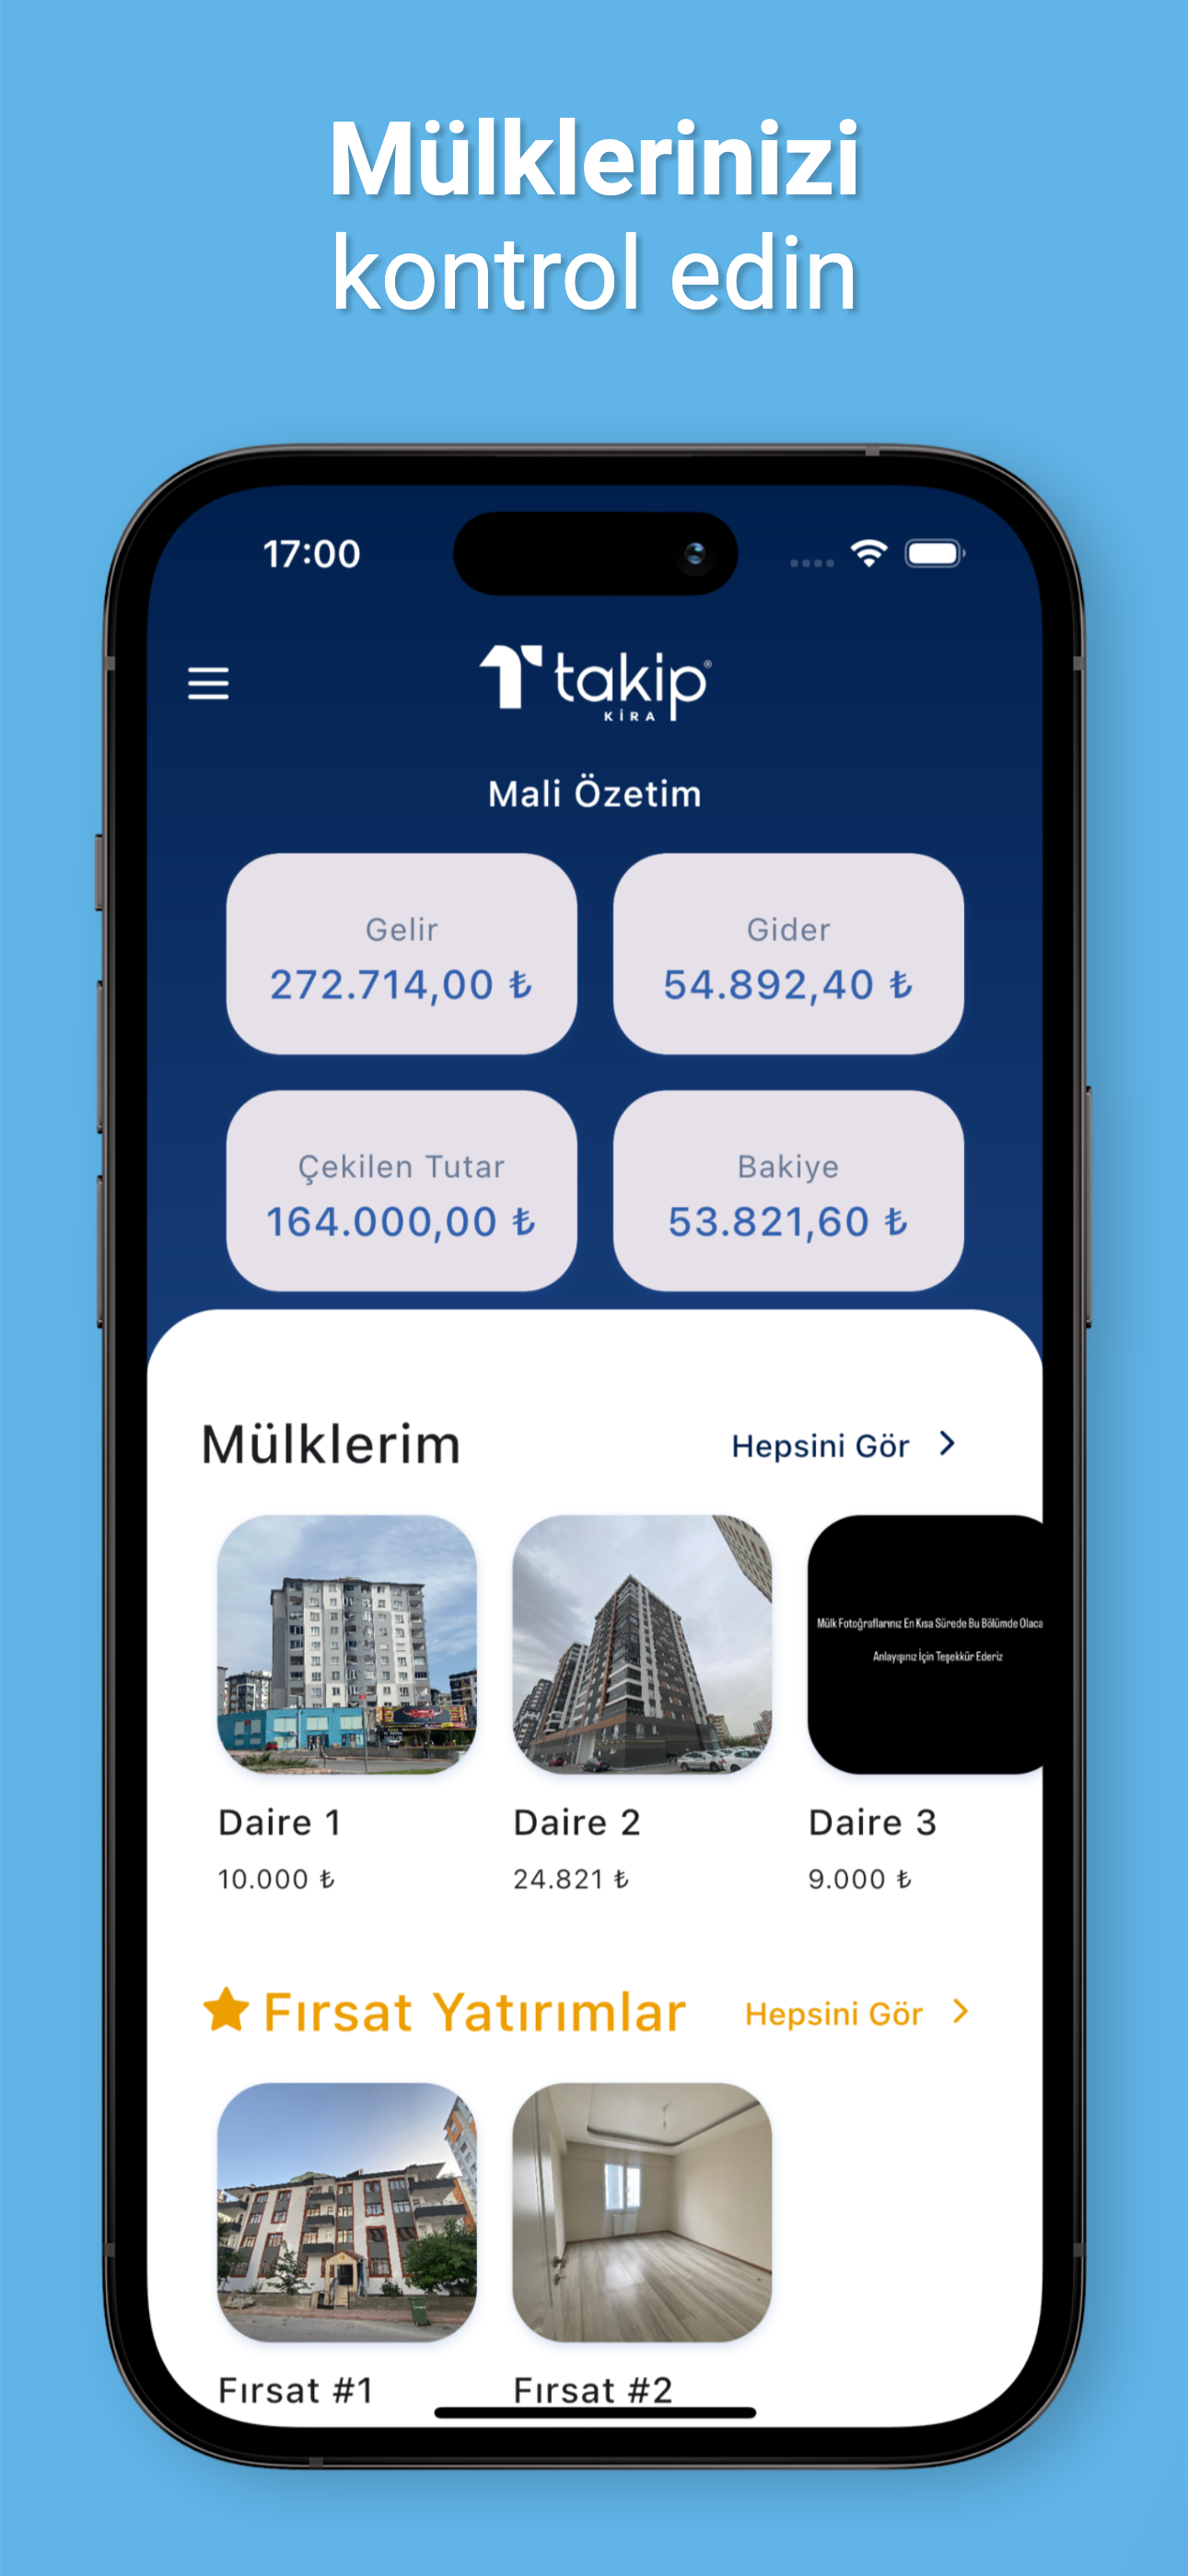 Mülklerinizi
kontrol edin
17:00
takip®
KİRA
Mali Özetim
Gelir
272.714,00 ₺
Gider
54.892,40 ₺
Çekilen Tutar
164.000,00 ₺
Bakiye
53.821,60 ₺
Mülklerim
Hepsini Gör
Mülk Fotoğraflarınız En Kısa Sürede Bu Bölümde
Anlayışınız İçin Teşekkür Ederiz
Daire 1
10.000 ₺
Daire 2
24.821 ₺
Daire 3
9.000 ₺
Fırsat Yatırımlar
Hepsini Gör
Fırsat #1
Fırsat #2